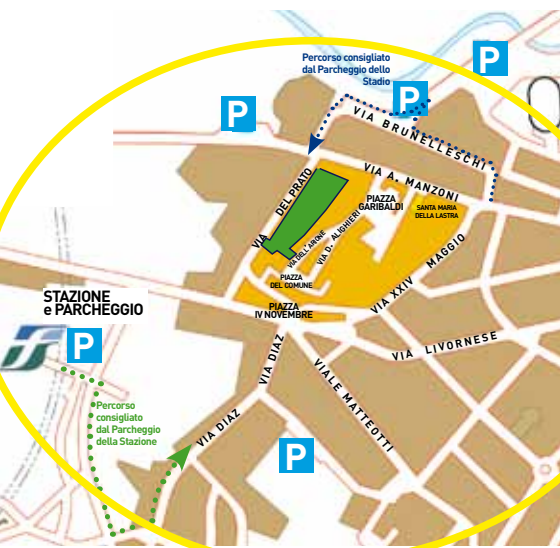 Percorso consigliato
dal Parcheggio dello
Stadio
P
P
P
VIA BRUNELLESCHI
VIA A. MANZONI
VIA DEL PRATO
PIAZZA
GARIBALDI
SANTA MARIA
DELLA LASTRA
VIA D. ALIGHIERI
VIA DELL'ARIONE
PIAZZA
DEL COMUNE
VIA XXIV MAGGIO
STAZIONE
e PARCHEGGIO
PIAZZA
IV NOVEMBRE
P
VIA LIVORNESE
VIA DIAZ
VIALE MATTEOTTI
Percorso
consigliato
dal Parcheggio
della Stazione
VIA DIAZ
P